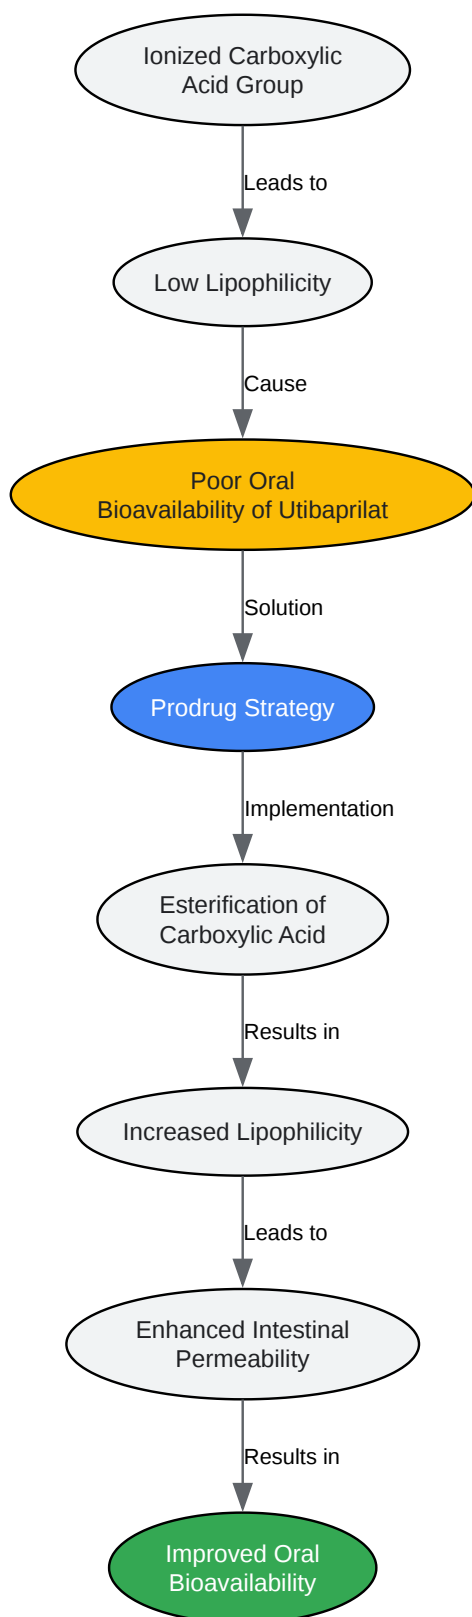 Ionized Carboxylic
Acid Group
Leads to
Low Lipophilicity
Cause
Poor Oral
Bioavailability of Utibaprilat
Solution
Prodrug Strategy
Implementation
Esterification of
Carboxylic Acid
Results in
Increased Lipophilicity
Leads to
Enhanced Intestinal
Permeability
Results in
Improved Oral
Bioavailability